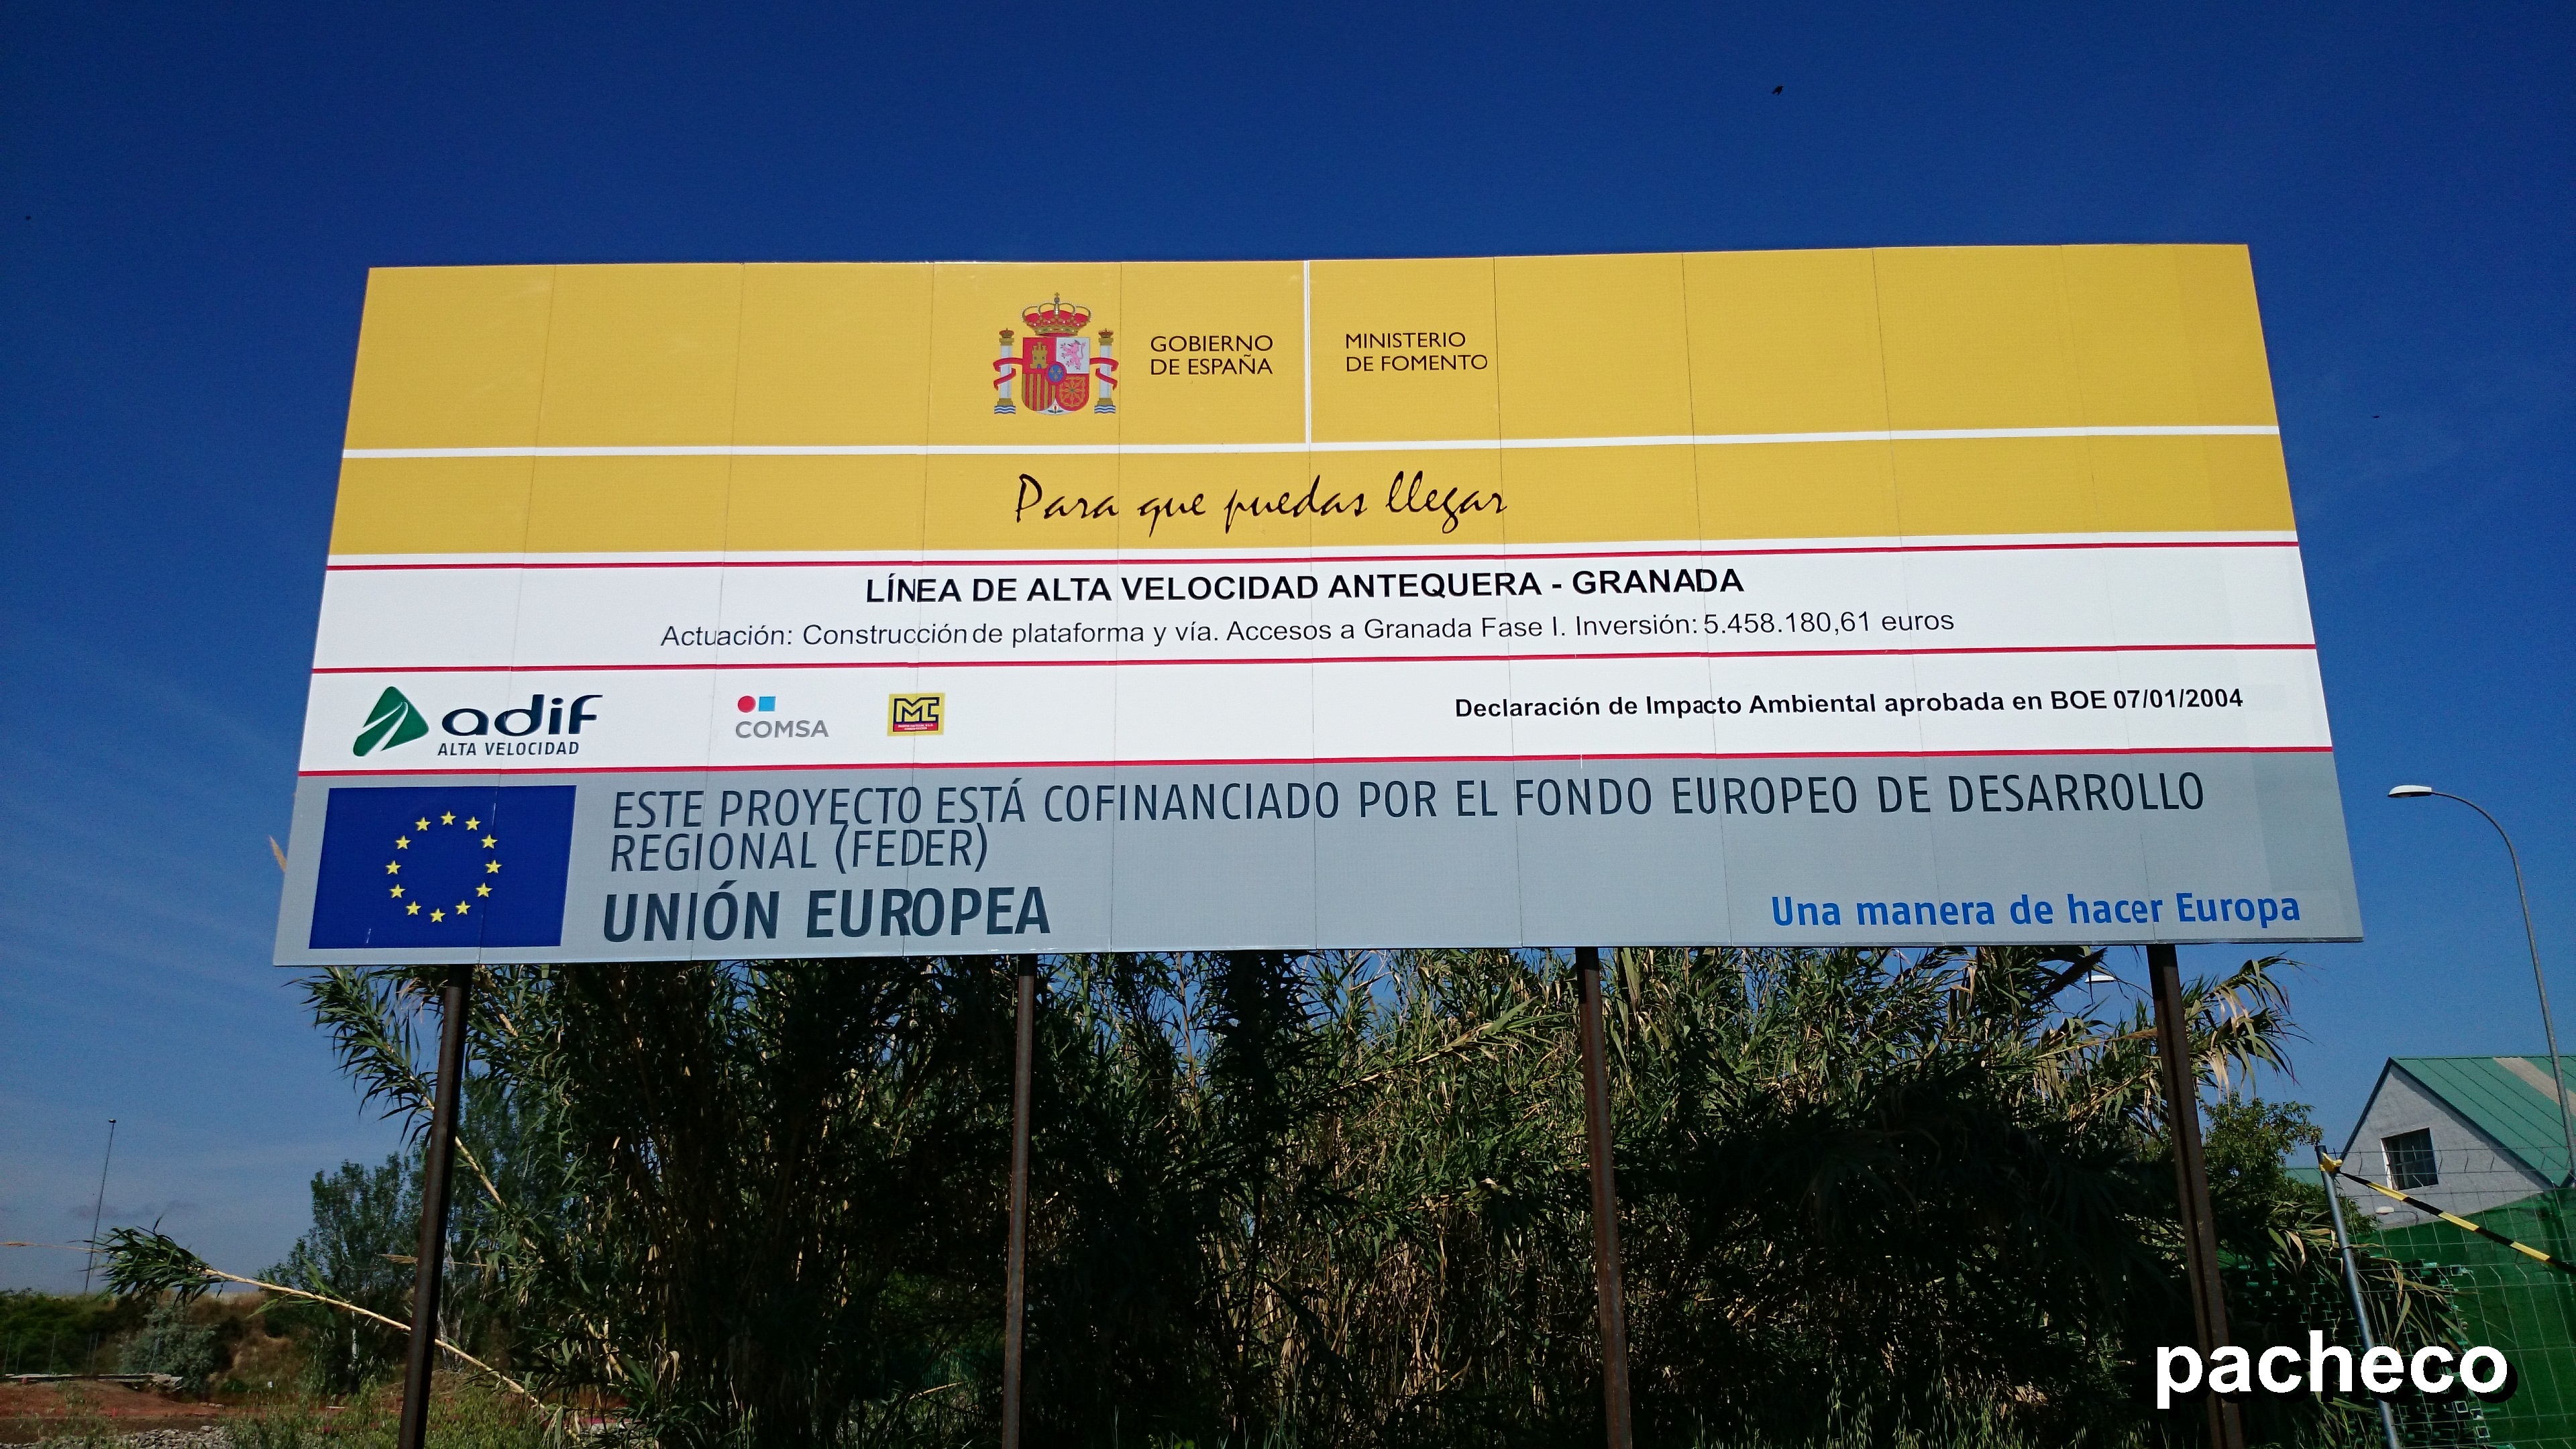 GOBIERNO
DE ESPAÑA
MINISTERIO
DE FOMENTO
Para que puedas llegar
LÍNEA DE ALTA VELOCIDAD ANTEQUERA - GRANADA
Actuación: Construcción de plataforma y vía. Accesos a Granada Fase I. Inversión: 5.458.180,61 euros
adif
ALTA VELOCIDAD
COMSA
MC
Declaración de Impacto Ambiental aprobada en BOE 07/01/2004
ESTE PROYECTO ESTÁ COFINANCIADO POR EL FONDO EUROPEO DE DESARROLLO
REGIONAL (FEDER)
UNIÓN EUROPEA
Una manera de hacer Europa
pacheco